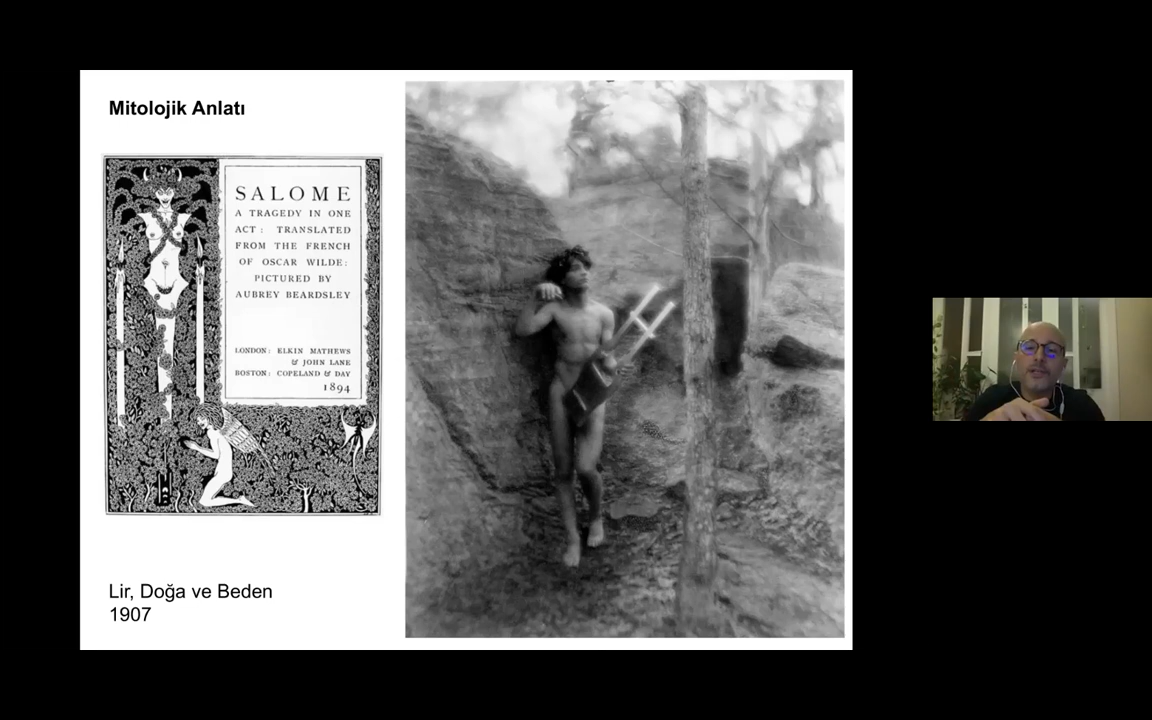 Mitolojik Anlatı
SALOME
A TRAGEDY IN ONE
ACT: TRANSLATED
FROM THE FRENCH
OF OSCAR WILDE:
PICTURED BY
AUBREY BEARDSLEY
LONDON: ELKIN MATHEWS
& JOHN LANE
BOSTON: COPELAND & DAY
1894
Lir, Doğa ve Beden
1907